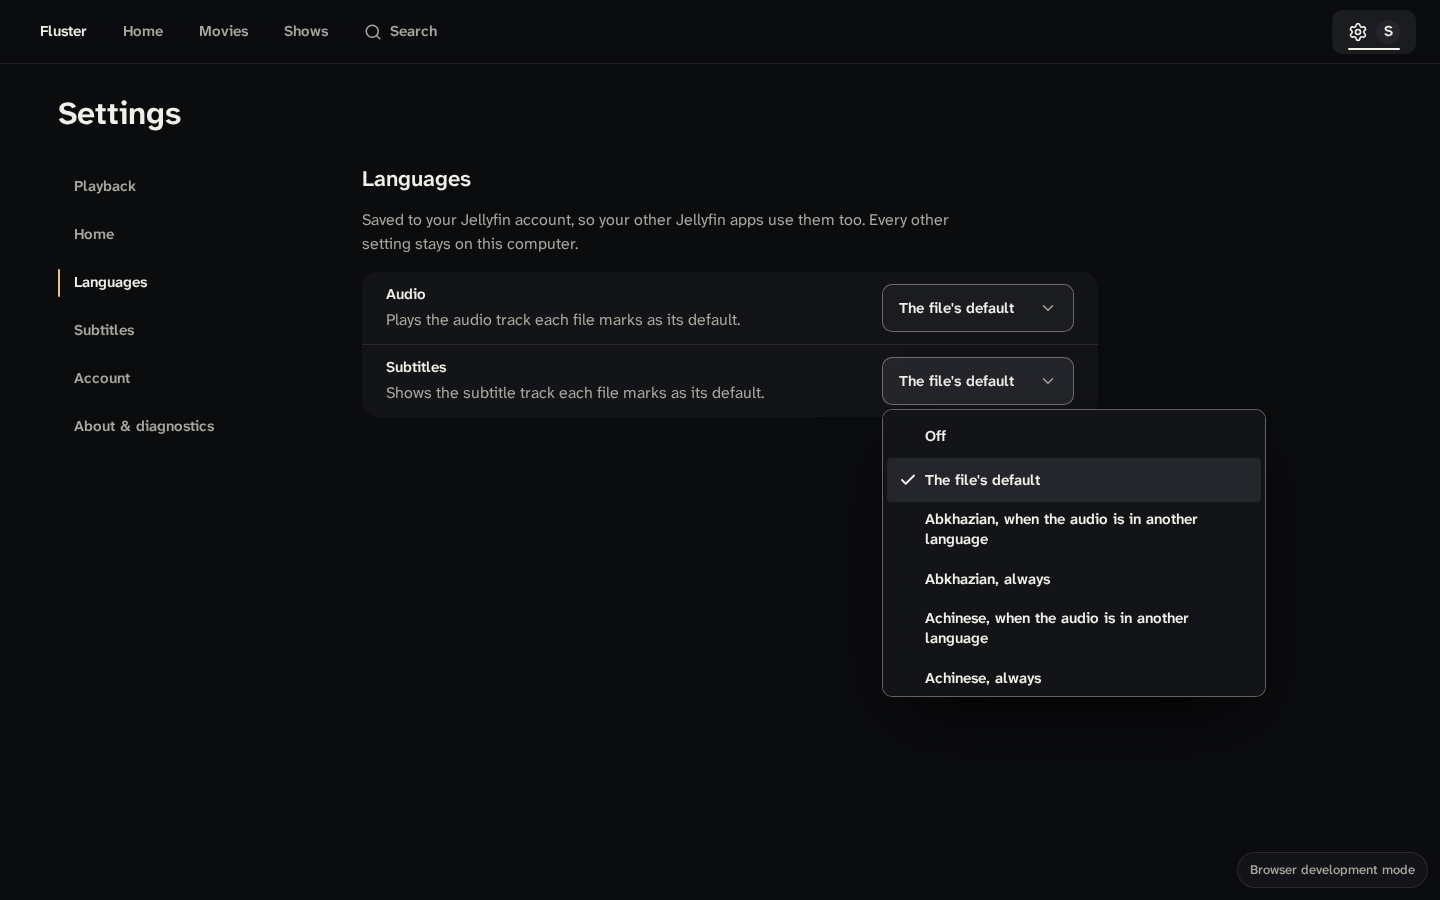 Fluster
Home
Movies
Shows
Search
S
Settings
Playback
Home
Languages
Subtitles
Account
About & diagnostics
Languages
Saved to your Jellyfin account, so your other Jellyfin apps use them too. Every other
setting stays on this computer.
Audio
Plays the audio track each file marks as its default.
The file's default
Subtitles
Shows the subtitle track each file marks as its default.
The file's default
Off
The file's default
Abkhazian, when the audio is in another
language
Abkhazian, always
Achinese, when the audio is in another
language
Achinese, always
Browser development mode